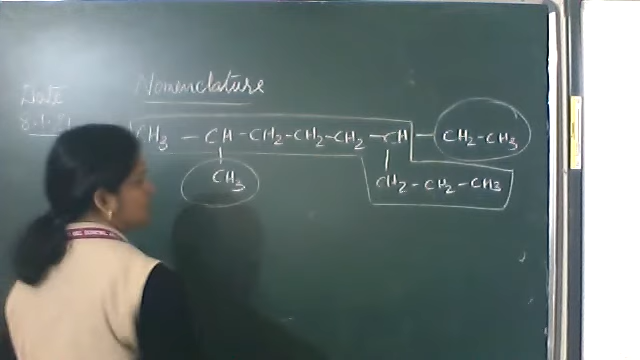 Nomenclature
Date
CH3 - CH - CH2 - CH2 - CH2 - CH - CH2 - CH3
CH3
CH2 - CH2 - CH3